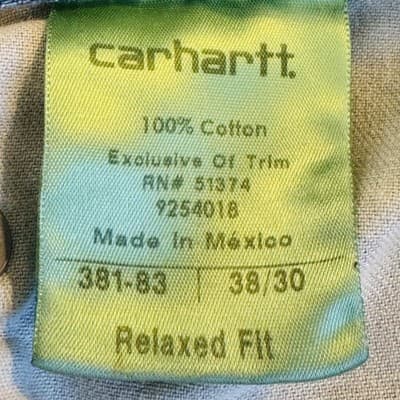 carhartt.
100% Cotton
Exclusive Of Trim
RN# 51374
9254018
Made In México
381-83 | 38/30
Relaxed Fit